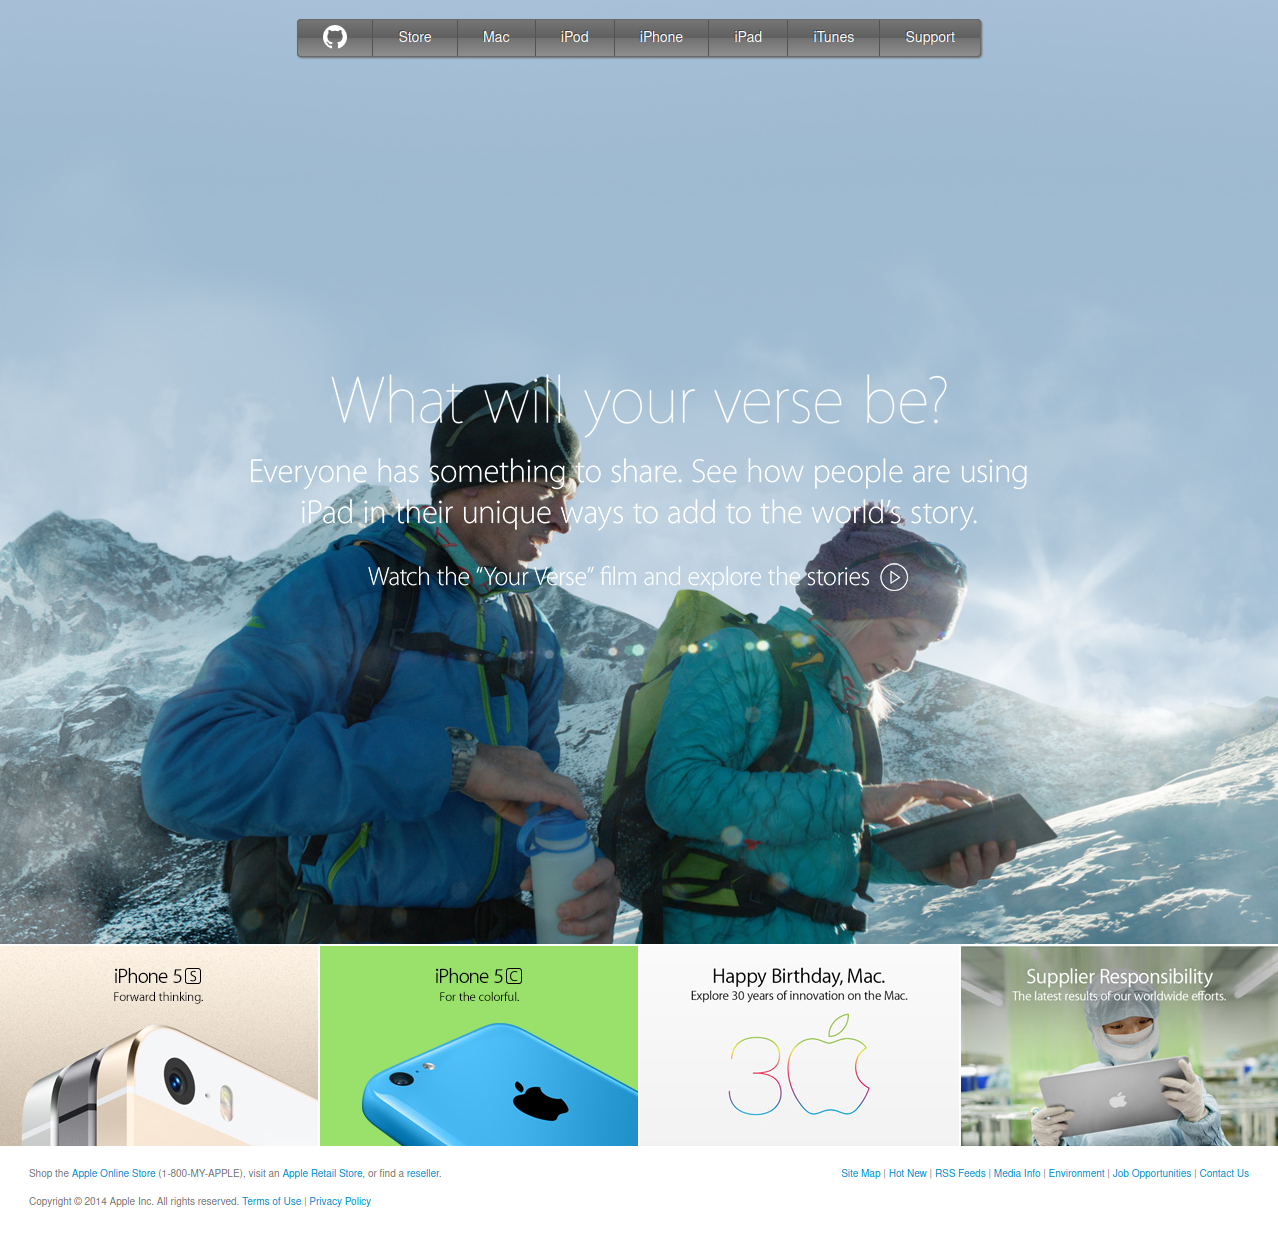 Store Mac iPod iPhone iPad iTunes Support
What will your verse be?
Everyone has something to share. See how people are using
iPad in their unique ways to add to the world's story.
Watch the “Your Verse” film and explore the stories
iPhone 5S
Forward thinking.
iPhone 5C
For the colorful.
Happy Birthday, Mac.
Explore 30 years of innovation on the Mac.
30
Supplier Responsibility
The latest results of our worldwide efforts.
Shop the Apple Online Store (1-800-MY-APPLE), visit an Apple Retail Store, or find a reseller.
Site Map | Hot New | RSS Feeds | Media Info | Environment | Job Opportunities | Contact Us
Copyright © 2014 Apple Inc. All rights reserved. Terms of Use | Privacy Policy